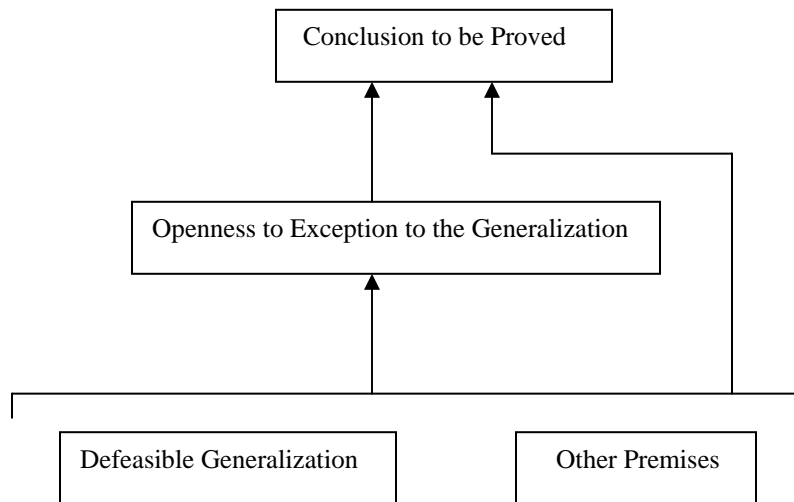 Conclusion to be Proved
Openness to Exception to the Generalization
Defeasible Generalization
Other Premises